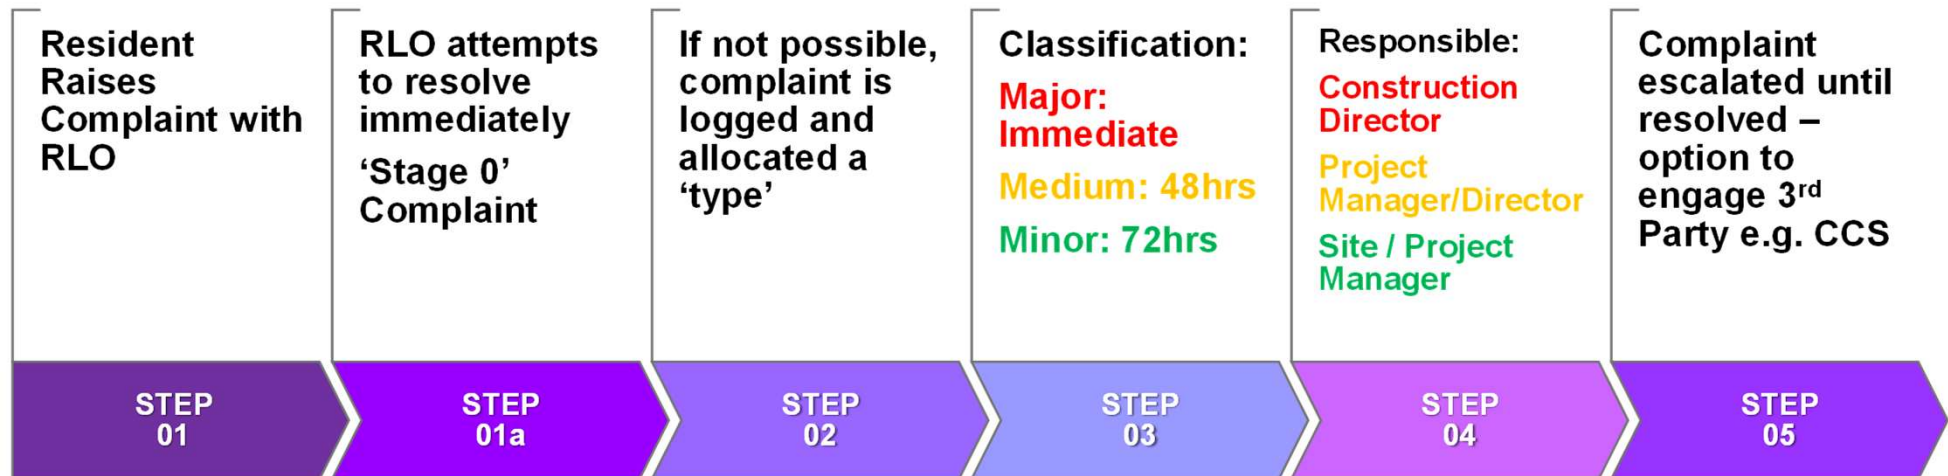 Resident
Raises
Complaint with
RLO
RLO attempts
to resolve
immediately
‘Stage 0’
Complaint
If not possible,
complaint is
logged and
allocated a
‘type’
Classification:
Major:
Immediate
Medium: 48hrs
Minor: 72hrs
Responsible:
Construction
Director
Project
Manager/Director
Site / Project
Manager
Complaint
escalated until
resolved –
option to
engage 3rd
Party e.g. CCS
STEP
01
STEP
01a
STEP
02
STEP
03
STEP
04
STEP
05